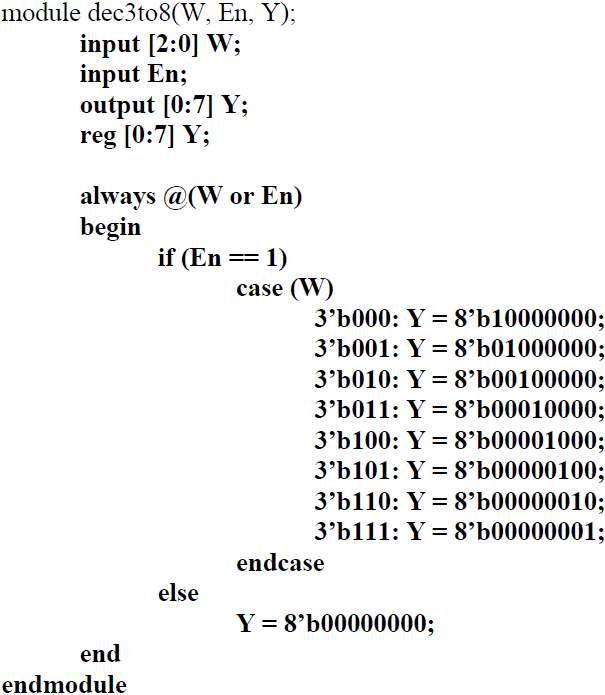 module dec3to8(W, En, Y);
input [2:0] W;
input En;
output [0:7] Y;
reg [0:7] Y;
always @(W or En)
begin
if (En == 1)
case (W)
3’b000: Y = 8’b10000000;
3’b001: Y = 8’b01000000;
3’b010: Y = 8’b00100000;
3’b011: Y = 8’b00010000;
3’b100: Y = 8’b00001000;
3’b101: Y = 8’b00000100;
3’b110: Y = 8’b00000010;
3’b111: Y = 8’b00000001;
endcase
else
Y = 8’b00000000;
end
endmodule